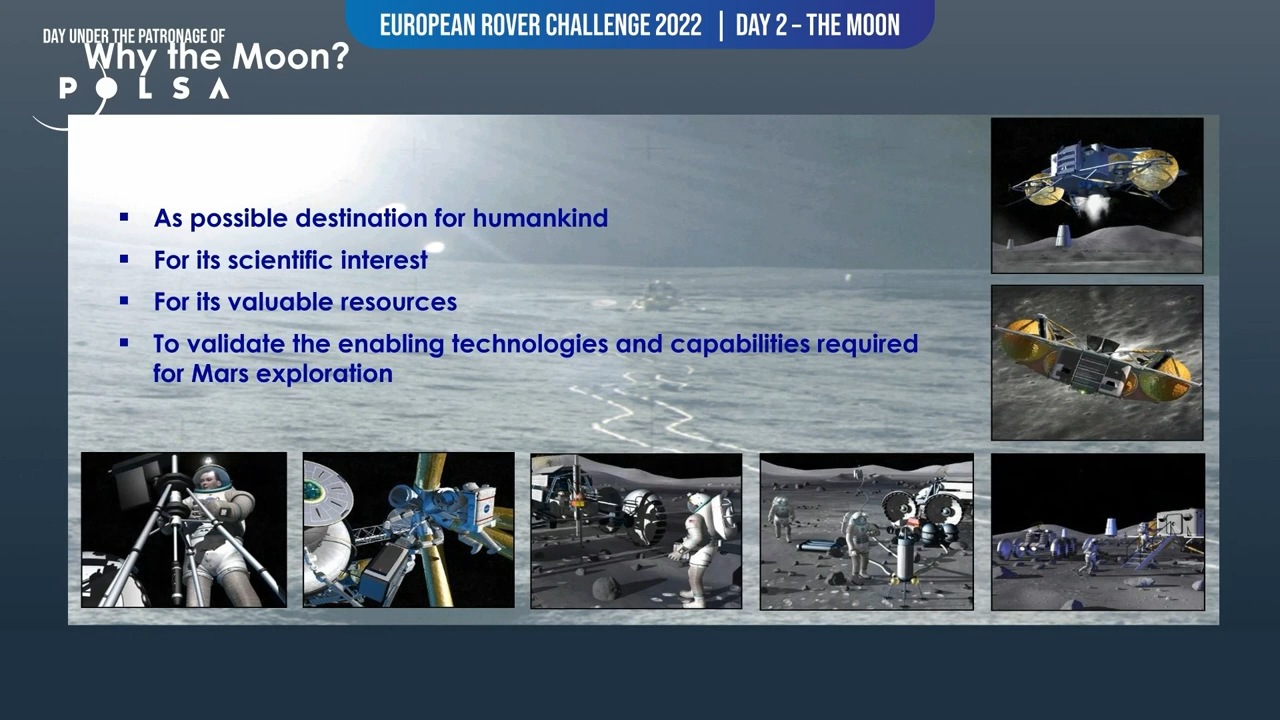 EUROPEAN ROVER CHALLENGE 2022 | DAY 2 – THE MOON
DAY UNDER THE PATRONAGE OF
Why the Moon?
POLSA
▪ As possible destination for humankind
▪ For its scientific interest
▪ For its valuable resources
▪ To validate the enabling technologies and capabilities required
for Mars exploration